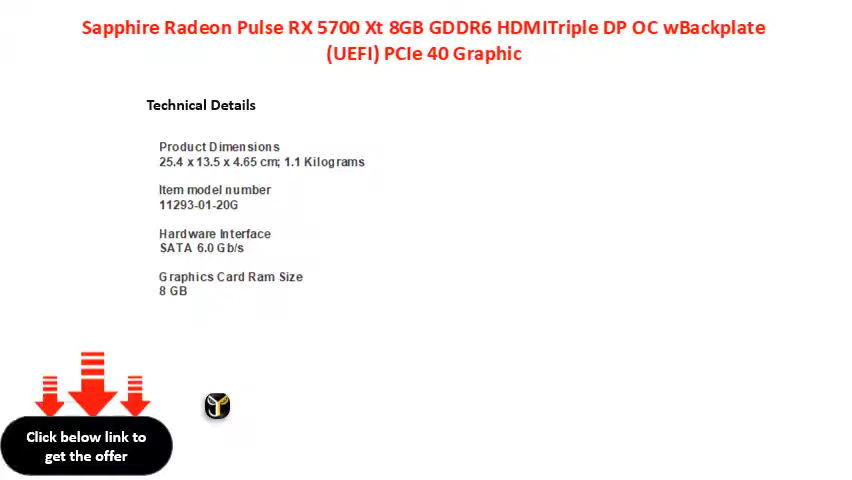 Sapphire Radeon Pulse RX 5700 Xt 8GB GDDR6 HDMITriple DP OC wBackplate
(UEFI) PCIe 40 Graphic
Technical Details
Product Dimensions
25.4 x 13.5 x 4.65 cm; 1.1 Kilograms
Item model number
11293-01-20G
Hardware Interface
SATA 6.0 Gb/s
Graphics Card Ram Size
8 GB
Click below link to
get the offer